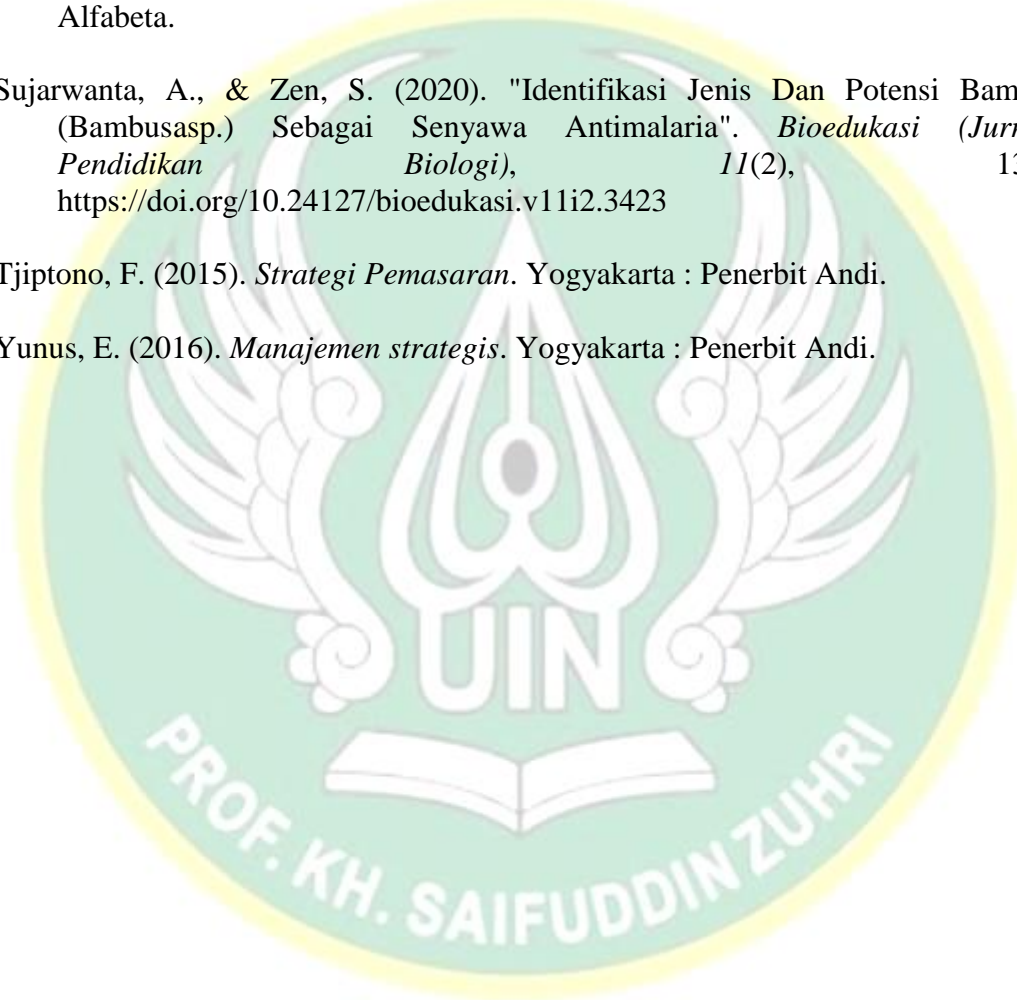 Alfabeta.
Sujarwanta, A., & Zen, S. (2020). "Identifikasi Jenis Dan Potensi Bam
(Bambusasp.) Sebagai Senyawa Antimalaria". Bioedukasi (Jurn
Pendidikan Biologi), 11(2), 13
https://doi.org/10.24127/bioedukasi.v11i2.3423
Tjiptono, F. (2015). Strategi Pemasaran. Yogyakarta : Penerbit Andi.
Yunus, E. (2016). Manajemen strategis. Yogyakarta : Penerbit Andi.
UIN
PROF. KH. SAIFUDDIN ZUHRI